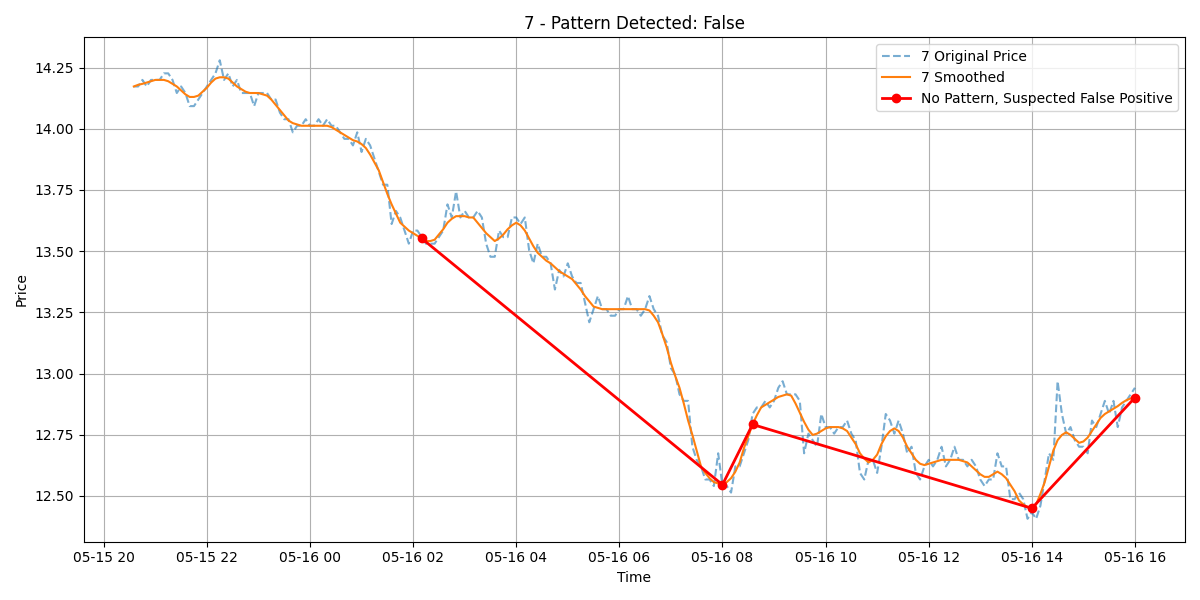 7 - Pattern Detected: False
7 Original Price
7 Smoothed
No Pattern, Suspected False Positive
Price
14.25
14.00
13.75
13.50
13.25
13.00
12.75
12.50
05-15 20 05-15 22 05-16 00 05-16 02 05-16 04 05-16 06 05-16 08 05-16 10 05-16 12 05-16 14 05-16 16
Time